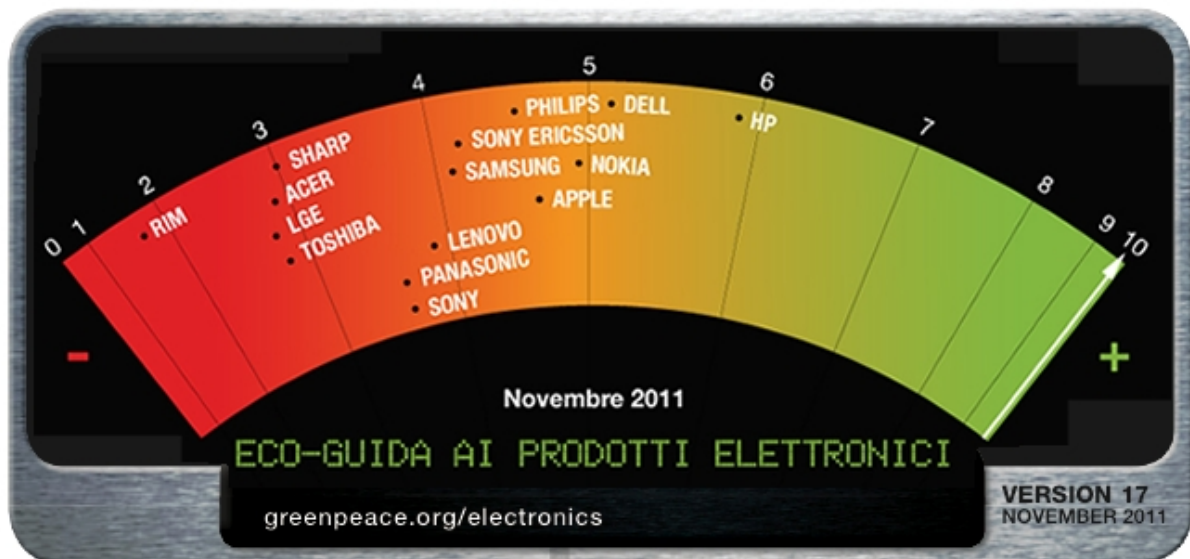 0
1
2
3
4
5
6
7
8
9
10
PHILIPS
DELL
HP
SONY ERICSSON
SHARP
SAMSUNG
NOKIA
ACER
APPLE
RIM
LGE
TOSHIBA
LENOVO
PANASONIC
SONY
-
+
Novembre 2011
ECO-GUIDA AI PRODOTTI ELETTRONICI
greenpeace.org/electronics
VERSION 17
NOVEMBER 2011